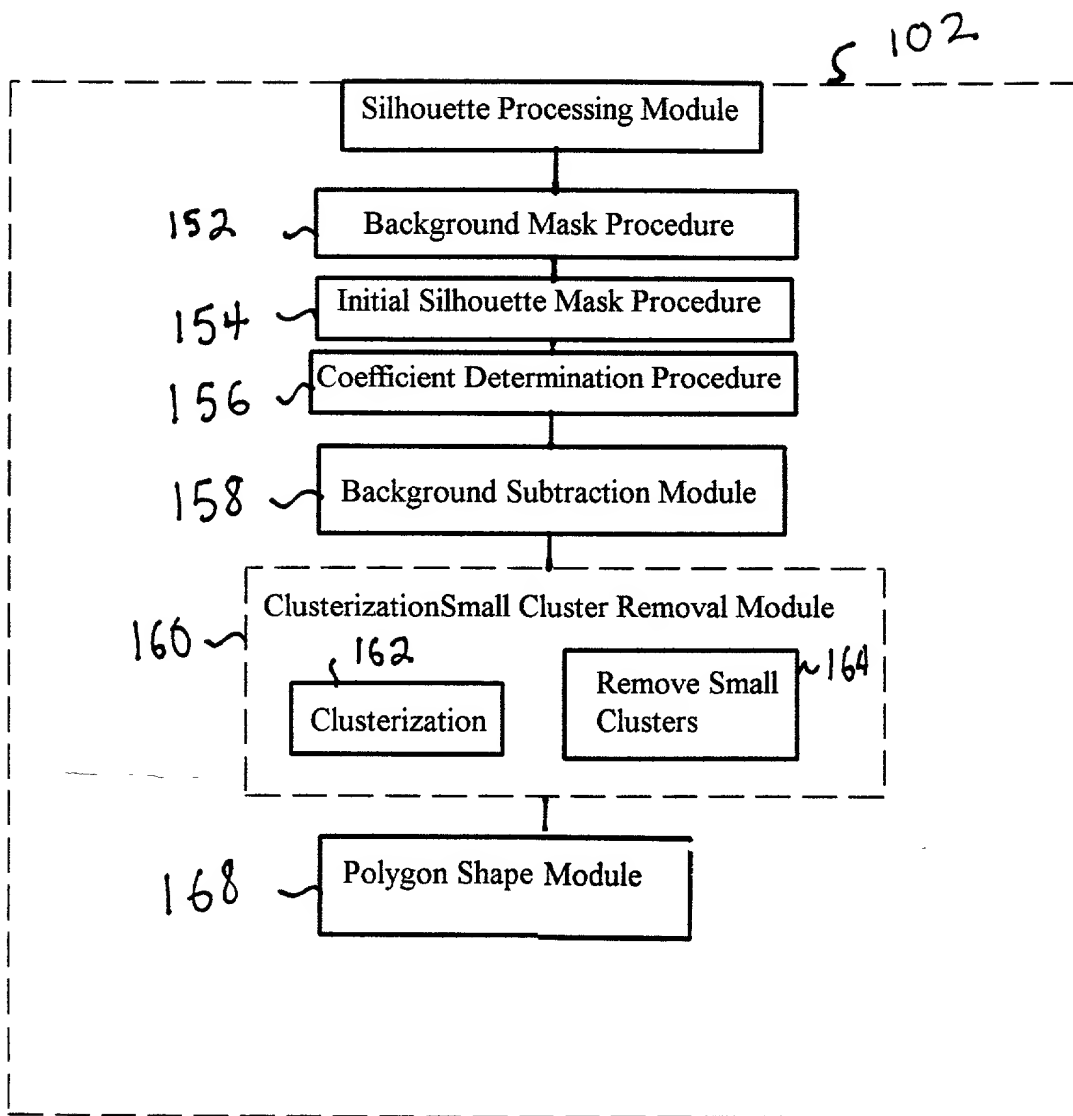 102
Silhouette Processing Module
152
Background Mask Procedure
154
Initial Silhouette Mask Procedure
156
Coefficient Determination Procedure
158
Background Subtraction Module
160
ClusterizationSmall Cluster Removal Module
162
Clusterization
164
Remove Small
Clusters
168
Polygon Shape Module